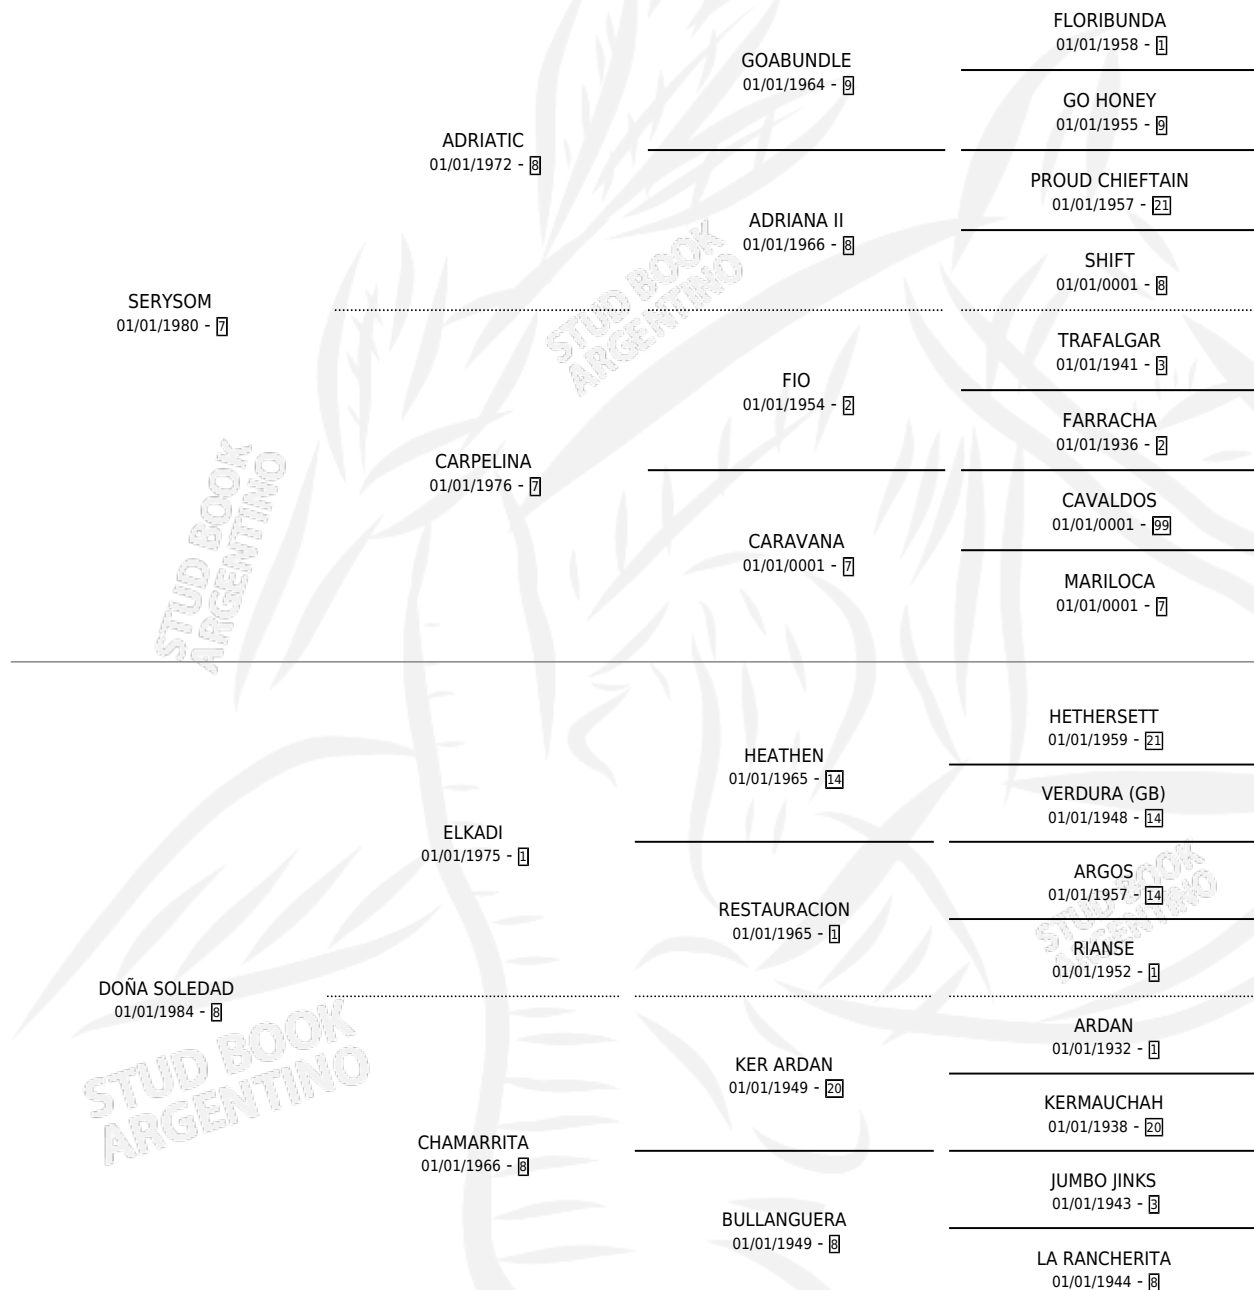 FLORIBUNDA
01/01/1958 - 1
GOABUNDLE
01/01/1964 - 9
GO HONEY
01/01/1955 - 9
ADRIATIC
01/01/1972 - 8
PROUD CHIEFTAIN
01/01/1957 - 21
ADRIANA II
01/01/1966 - 8
SHIFT
01/01/0001 - 8
SERYSOM
01/01/1980 - 7
TRAFALGAR
01/01/1941 - 3
FIO
01/01/1954 - 2
FARRACHA
01/01/1936 - 2
CARPELINA
01/01/1976 - 7
CAVALDOS
01/01/0001 - 99
CARAVANA
01/01/0001 - 7
MARILOCA
01/01/0001 - 7
STUD BOOK
ARGENTINO
STUD BOOK
ARGENTINO
HETHERSETT
01/01/1959 - 21
HEATHEN
01/01/1965 - 14
VERDURA (GB)
01/01/1948 - 14
ELKADI
01/01/1975 - 1
ARGOS
01/01/1957 - 14
RESTAURACION
01/01/1965 - 1
RIANSE
01/01/1952 - 1
DOÑA SOLEDAD
01/01/1984 - 8
ARDAN
01/01/1932 - 1
KER ARDAN
01/01/1949 - 20
KERMAUCHAH
01/01/1938 - 20
CHAMARRITA
01/01/1966 - 8
JUMBO JINKS
01/01/1943 - 3
BULLANGUERA
01/01/1949 - 8
LA RANCHERITA
01/01/1944 - 8
STUD BOOK
ARGENTINO
STUD BOOK
ARGENTINO